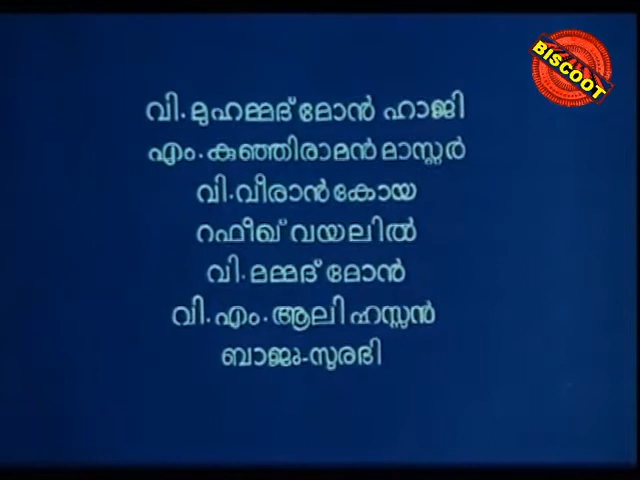 BISCOOT
വി. മുഹമ്മദ് മോൻ ഹാജി
എം. കുഞ്ഞിരാമൻ മാസ്റ്റർ
വി. വീരാൻ കോയ
റഫീഖ് വയലിൽ
വി. മമ്മദ് മോൻ
വി. എം. ആലി ഹസ്സൻ
ബാജു-സൂരഭി